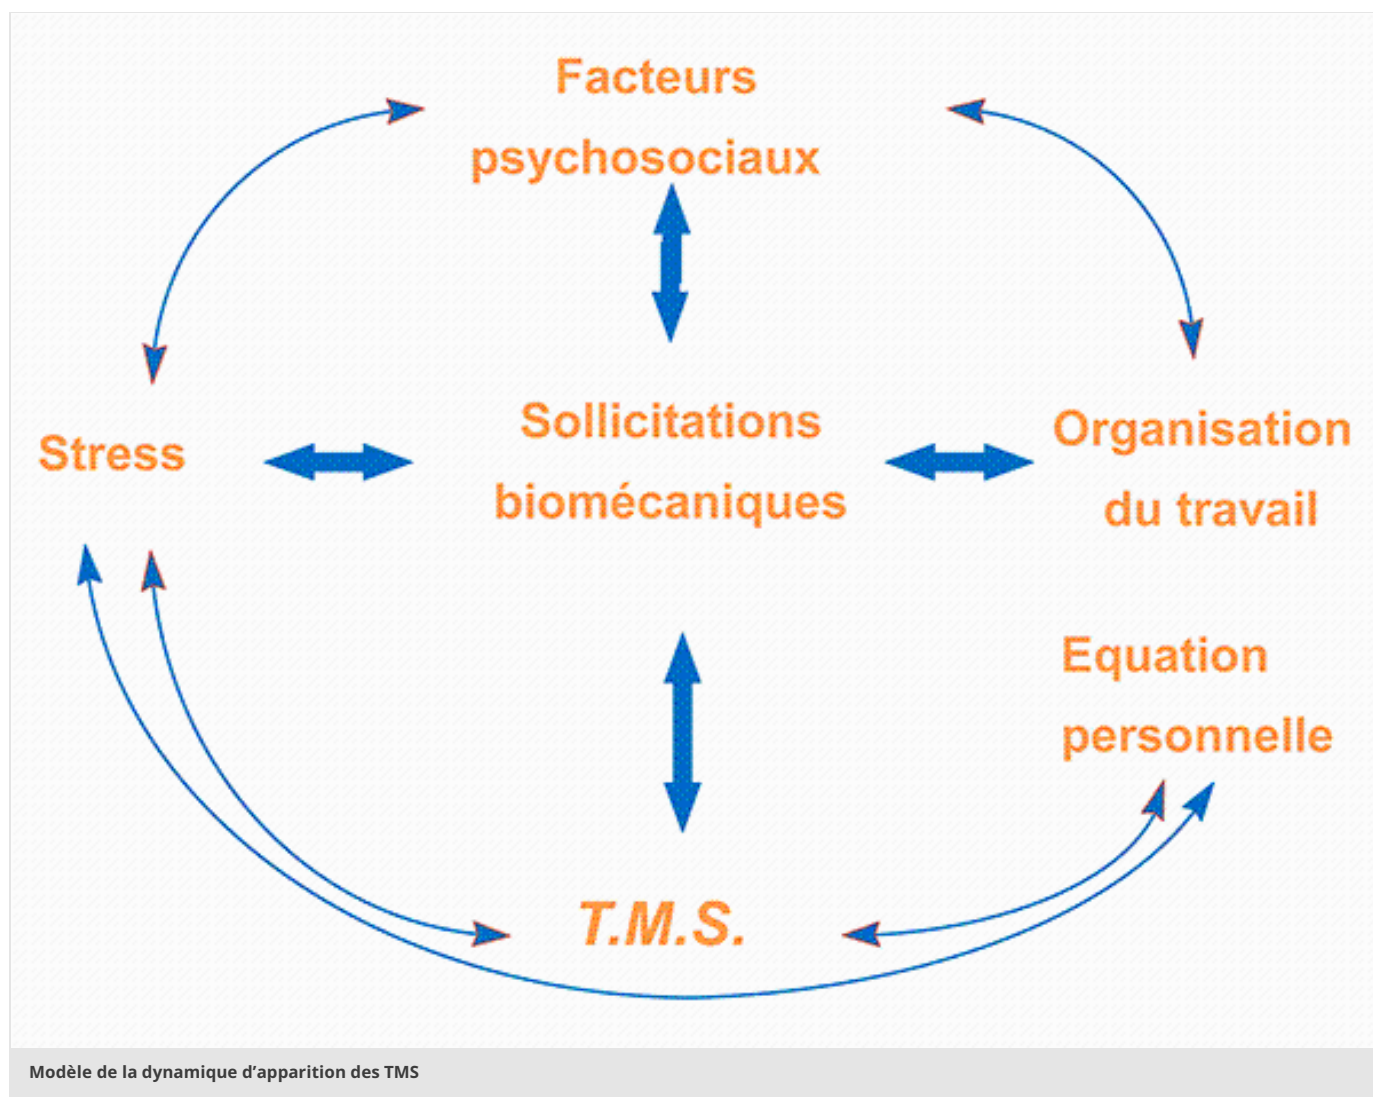 Facteurs
psychosociaux
Sollicitations
biomécaniques
Stress
Organisation
du travail
Equation
personnelle
T.M.S.
Modèle de la dynamique d’apparition des TMS